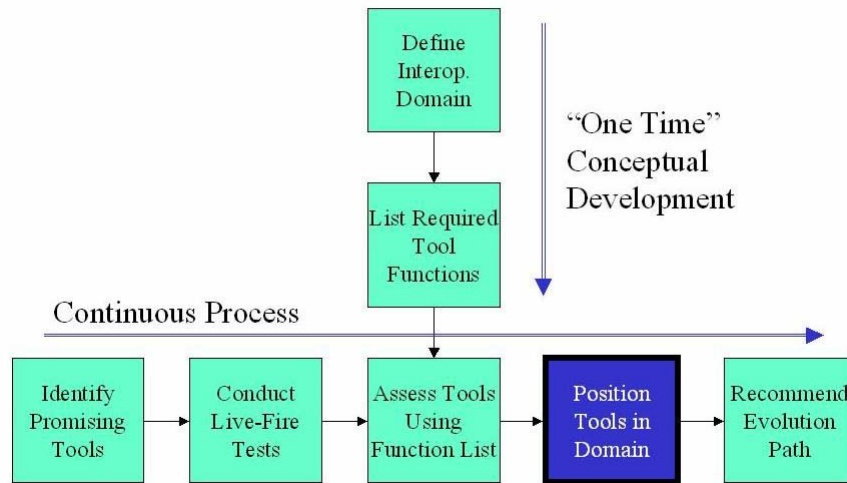 Define
Interop.
Domain
"One Time"
Conceptual
Development
List Required
Tool
Functions
Continuous Process
Identify
Promising
Tools
Conduct
Live-Fire
Tests
Assess Tools
Using
Function List
Position
Tools in
Domain
Recommend
Evolution
Path